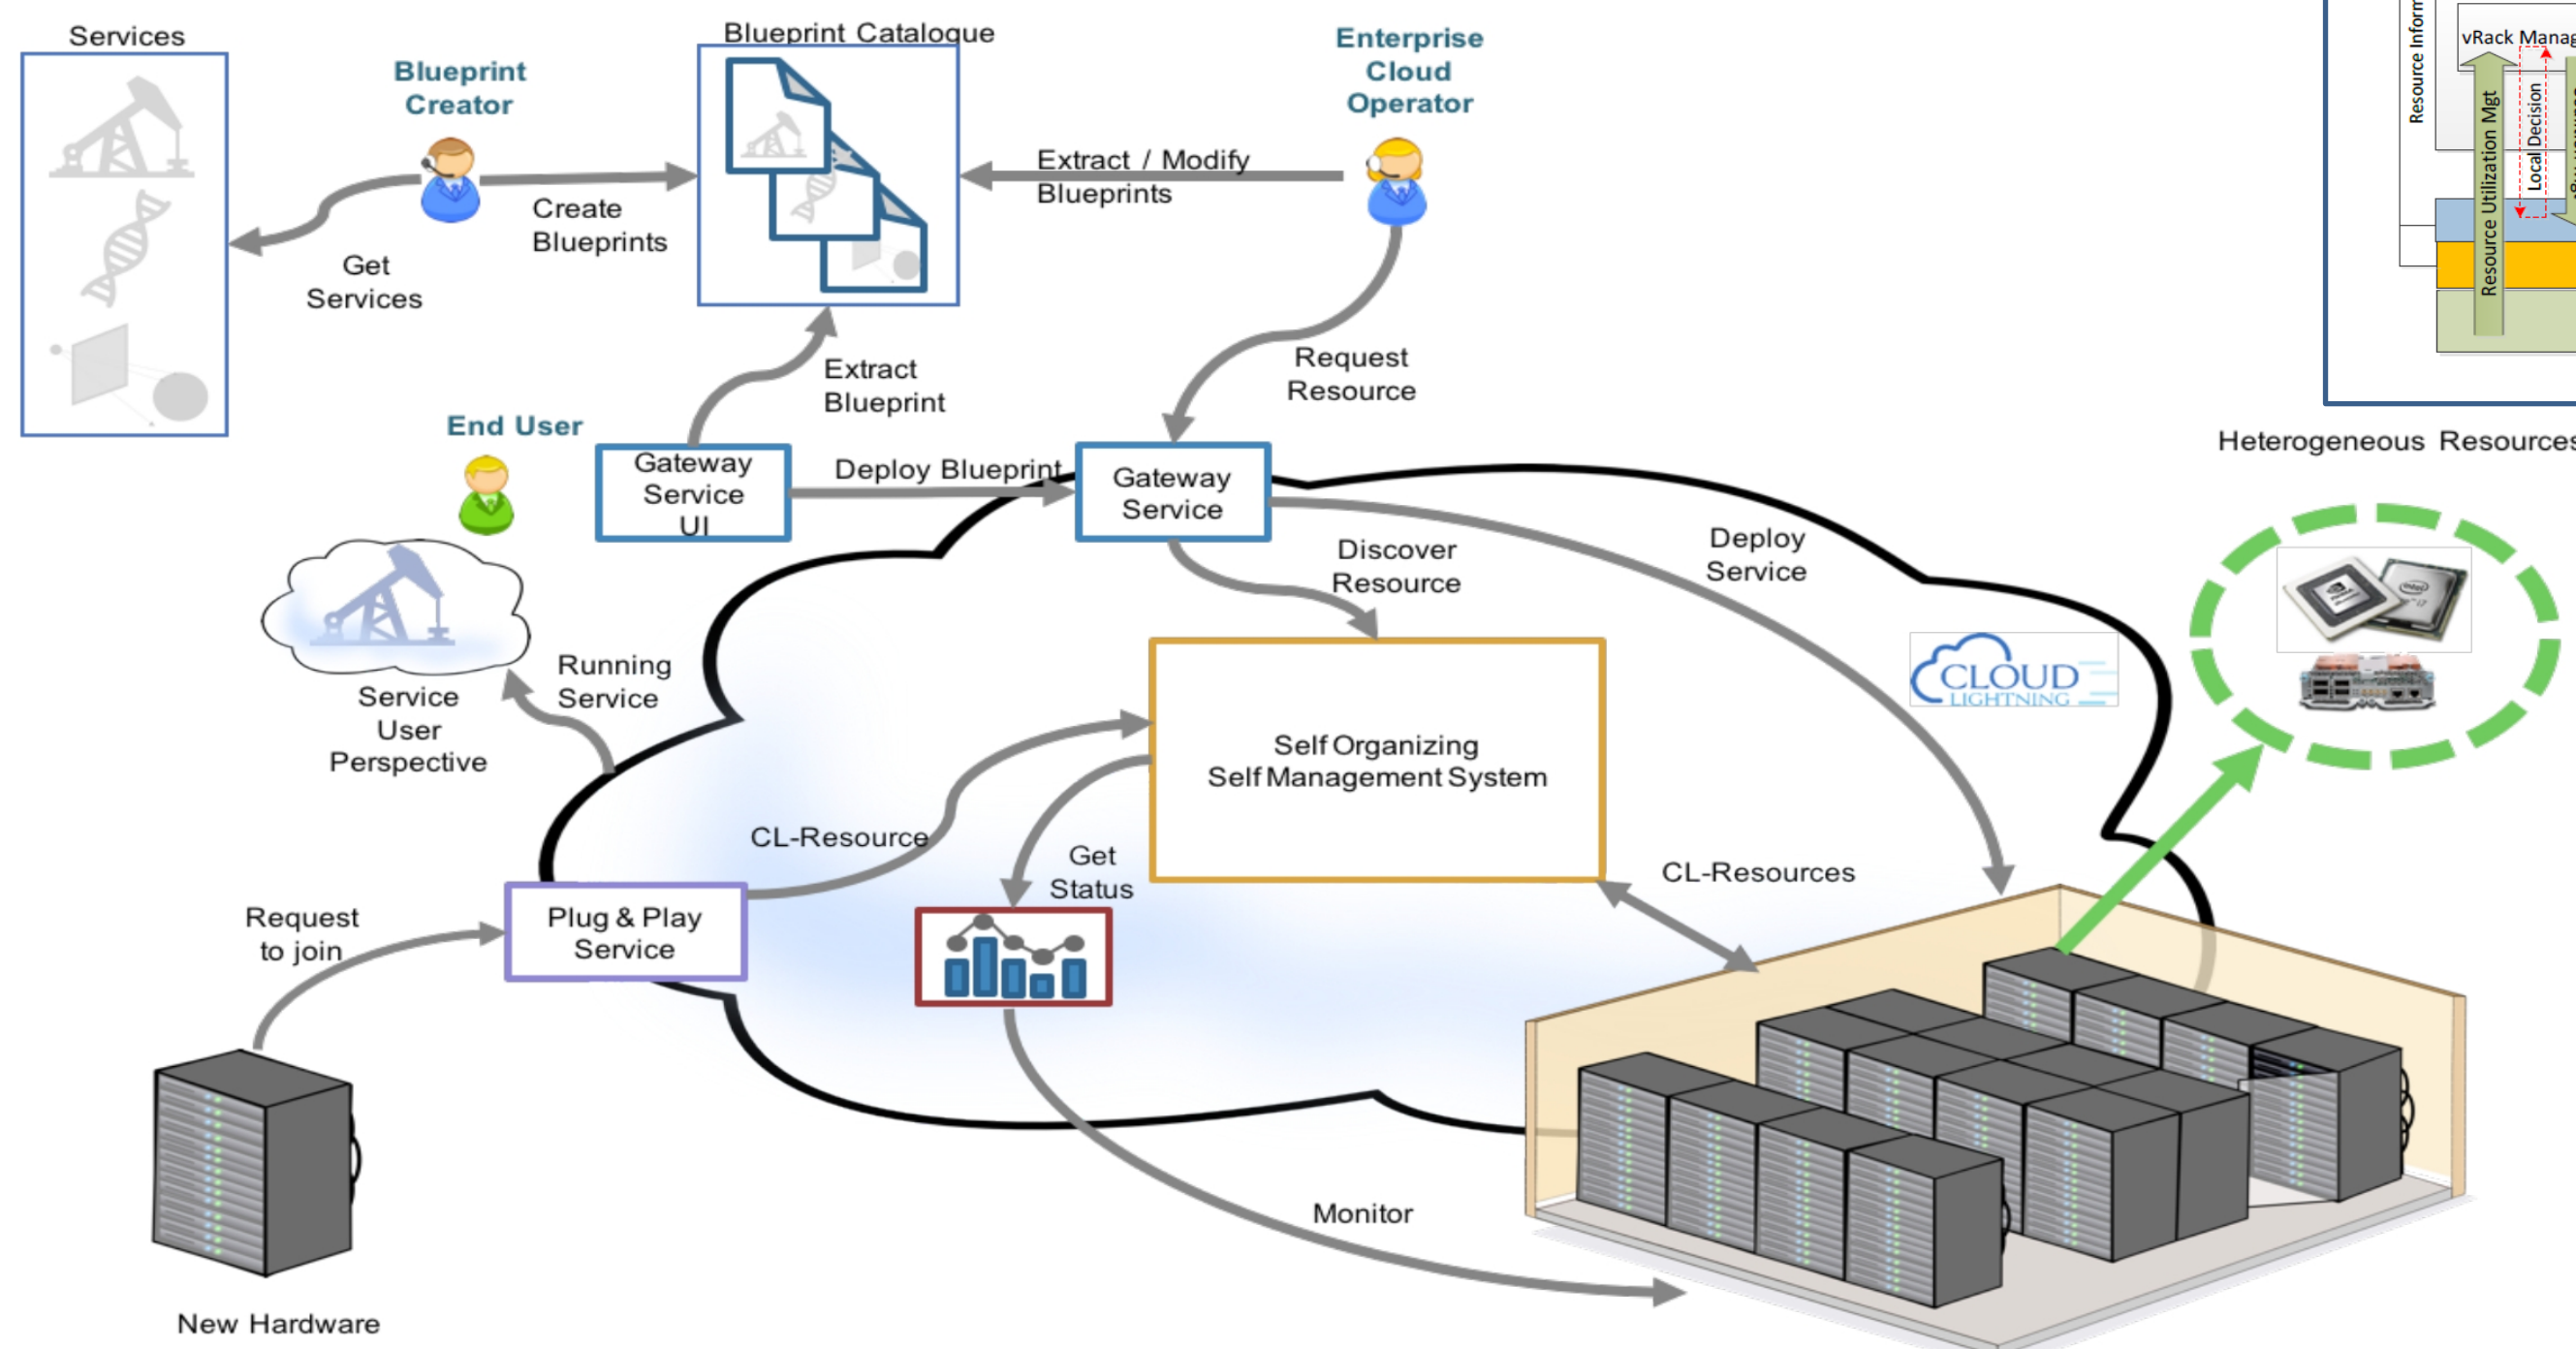 Services
Blueprint
Creator
Blueprint Catalogue
Enterprise
Cloud
Operator
Extract / Modify
Blueprints
Create
Blueprints
Get
Services
Extract
Blueprint
Request
Resource
End User
Gateway
Service
UI
Deploy Blueprint
Gateway
Service
Discover
Resource
Deploy
Service
Running
Service
Service
User
Perspective
CLOUD
LIGHTNING
Self Organizing
Self Management System
CL-Resource
Get
Status
CL-Resources
Request
to join
Plug & Play
Service
Monitor
New Hardware
Heterogeneous Resources
intel
Resource
vRack
Resource Utilization Mgt
Local Decision